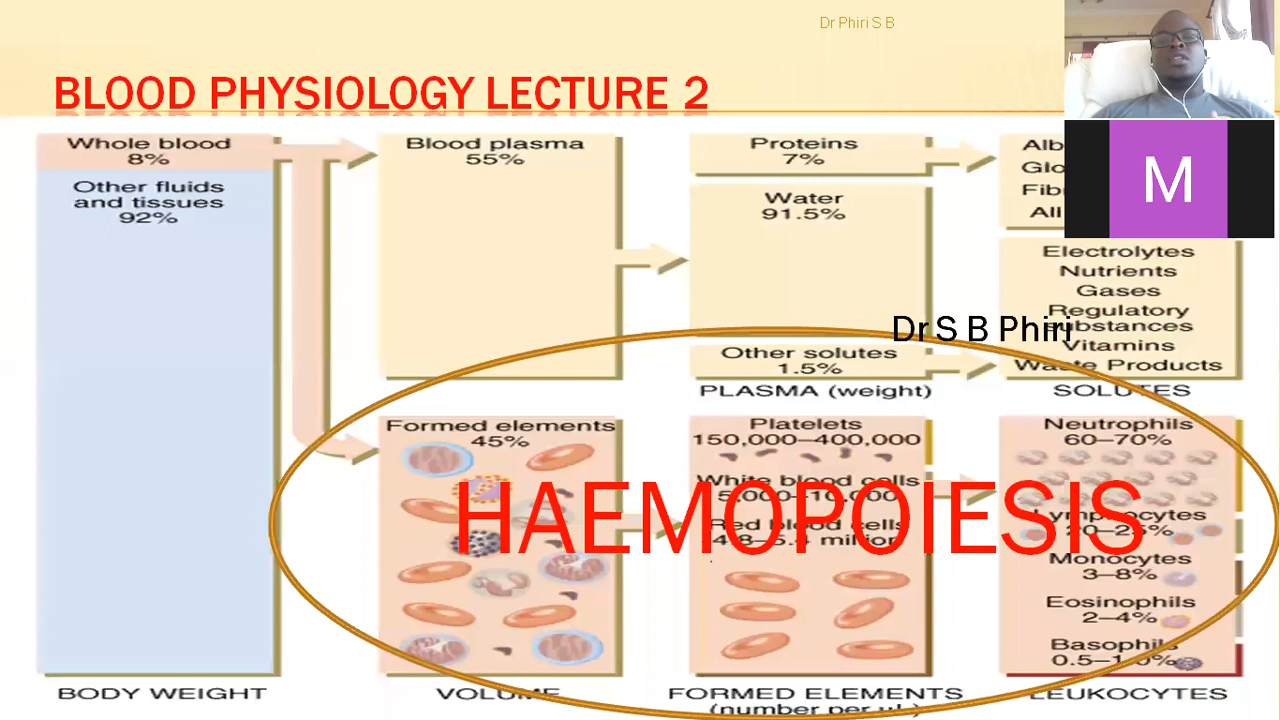 Dr Phiri S B
BLOOD PHYSIOLOGY LECTURE 2
Whole blood
8%
Other fluids
and tissues
92%
BODY WEIGHT
Blood plasma
55%
Formed elements
45%
VOLUME
Proteins
7%
Water
91.5%
Other solutes
1.5%
PLASMA (weight)
Platelets
150,000–400,000
White blood cells
5,000–10,000
Red blood cells
4.8–5.4 million
FORMED ELEMENTS
(number per uL)
Alb
Glo
Fib
All
M
Electrolytes
Nutrients
Gases
Regulatory
substances
Vitamins
Waste Products
SOLUTES
Dr S B Phiri
Neutrophils
60–70%
Lymphocytes
20–25%
Monocytes
3–8%
Eosinophils
2–4%
Basophils
0.5–1.0%
LEUKOCYTES
HAEMOPOIESIS